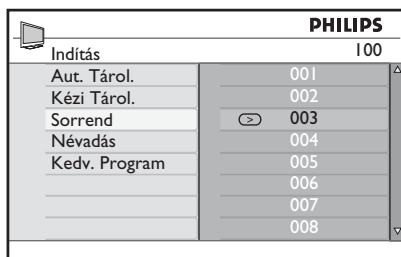 PHILIPS
Indítás 100
Aut. Tárol. 001
Kézi Tárol. 002
Sorrend > 003
Névadás 004
Kedv. Program 005
006
007
008